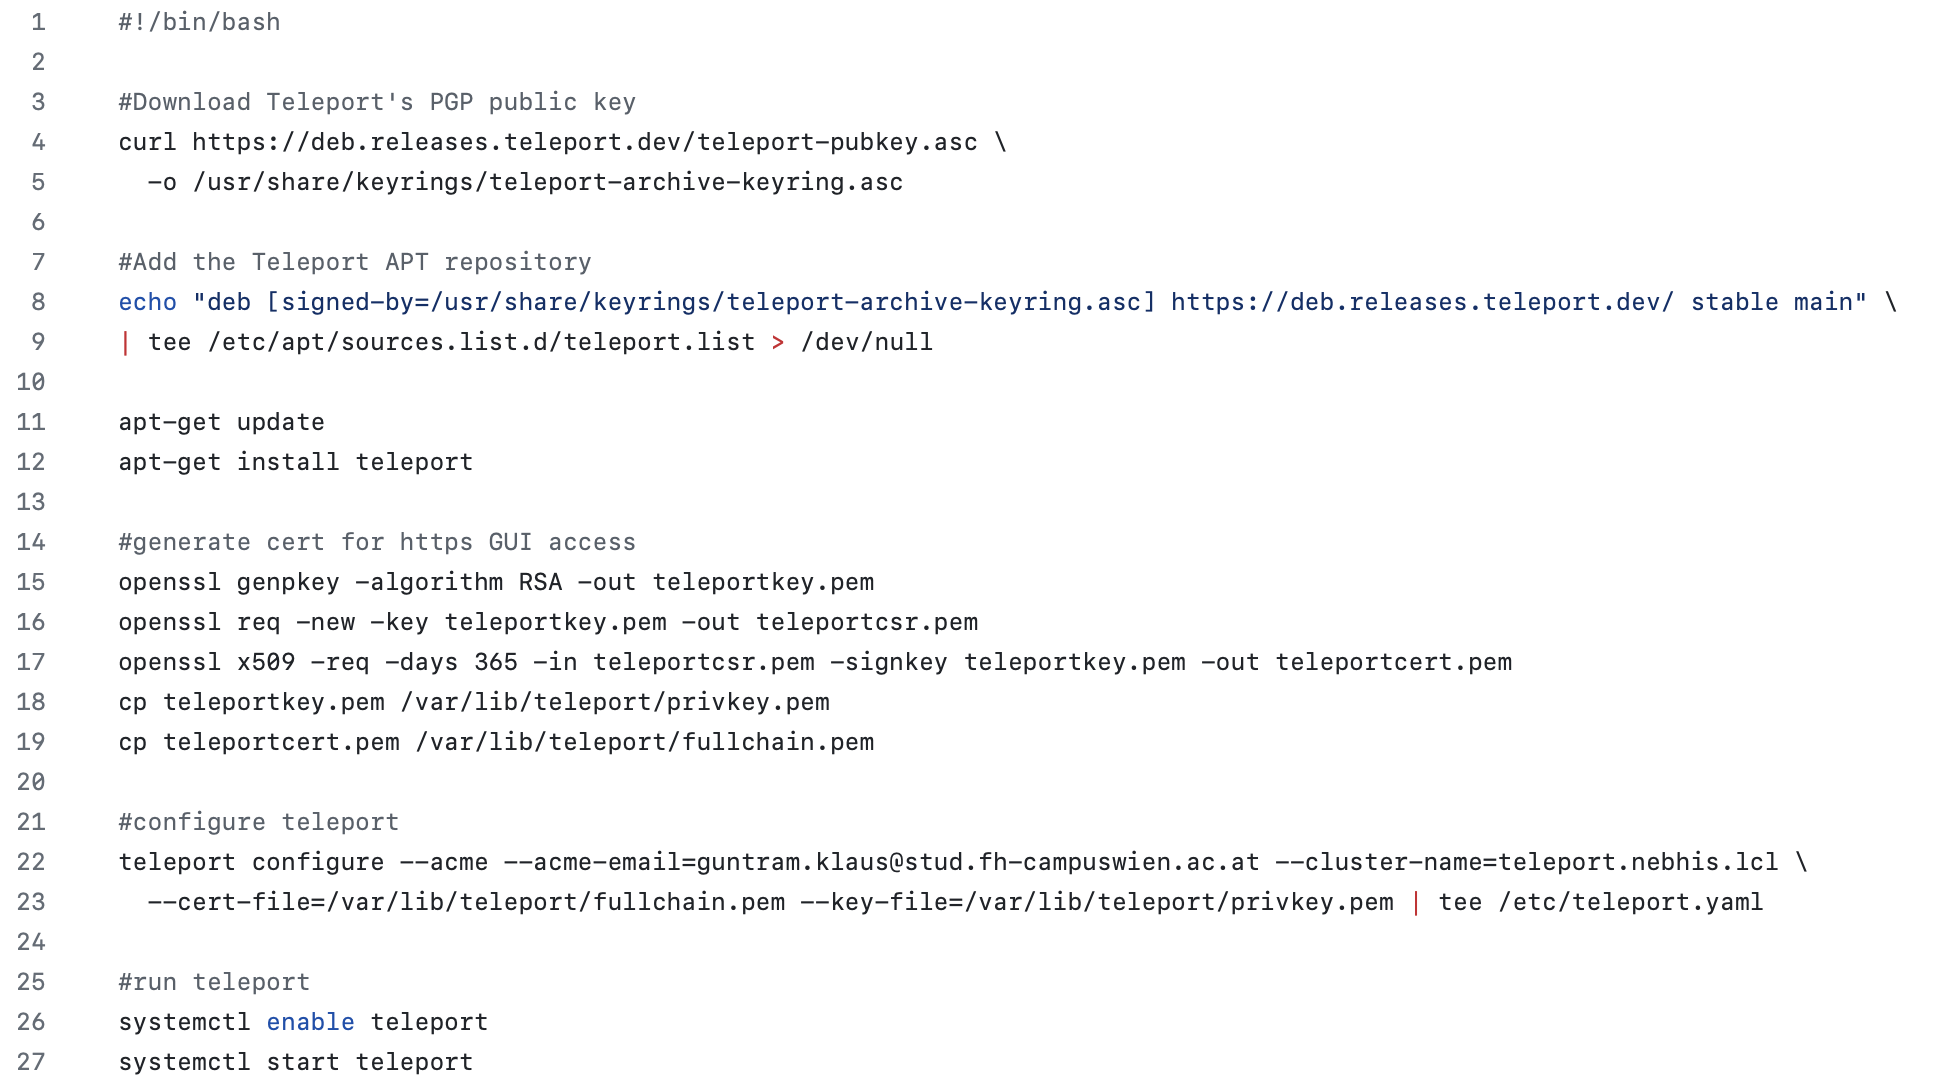 1 #!/bin/bash
2
3 #Download Teleport's PGP public key
4 curl https://deb.releases.teleport.dev/teleport-pubkey.asc \
5   -o /usr/share/keyrings/teleport-archive-keyring.asc
6
7 #Add the Teleport APT repository
8 echo "deb [signed-by=/usr/share/keyrings/teleport-archive-keyring.asc] https://deb.releases.teleport.dev/ stable main" \
9 | tee /etc/apt/sources.list.d/teleport.list > /dev/null
10
11 apt-get update
12 apt-get install teleport
13
14 #generate cert for https GUI access
15 openssl genpkey -algorithm RSA -out teleportkey.pem
16 openssl req -new -key teleportkey.pem -out teleportcsr.pem
17 openssl x509 -req -days 365 -in teleportcsr.pem -signkey teleportkey.pem -out teleportcert.pem
18 cp teleportkey.pem /var/lib/teleport/privkey.pem
19 cp teleportcert.pem /var/lib/teleport/fullchain.pem
20
21 #configure teleport
22 teleport configure --acme --acme-email=guntram.klaus@stud.fh-campuswien.ac.at --cluster-name=teleport.nebhis.lcl \
23   --cert-file=/var/lib/teleport/fullchain.pem --key-file=/var/lib/teleport/privkey.pem | tee /etc/teleport.yaml
24
25 #run teleport
26 systemctl enable teleport
27 systemctl start teleport